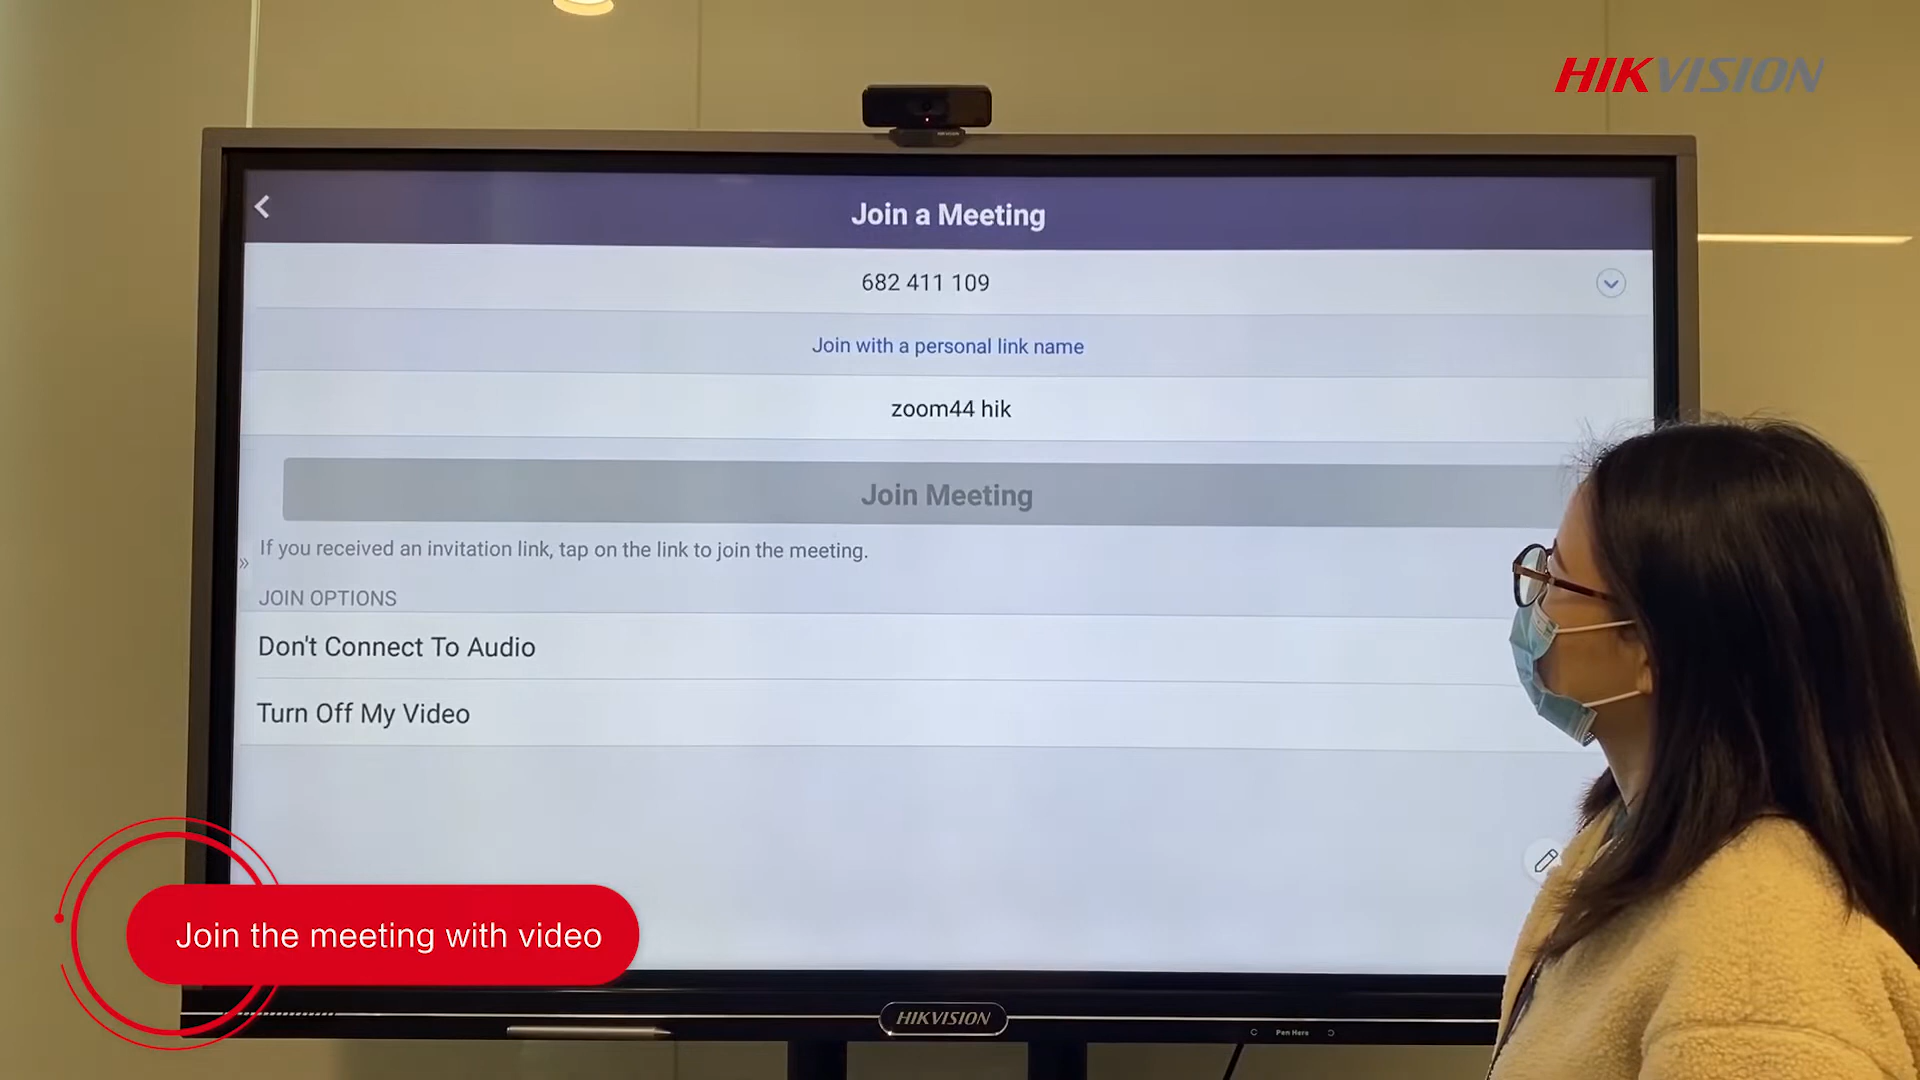 HIKVISION
Join a Meeting
682 411 109
Join with a personal link name
zoom44 hik
Join Meeting
If you received an invitation link, tap on the link to join the meeting.
»
JOIN OPTIONS
Don't Connect To Audio
Turn Off My Video
Join the meeting with video
HIKVISION
Pen Here